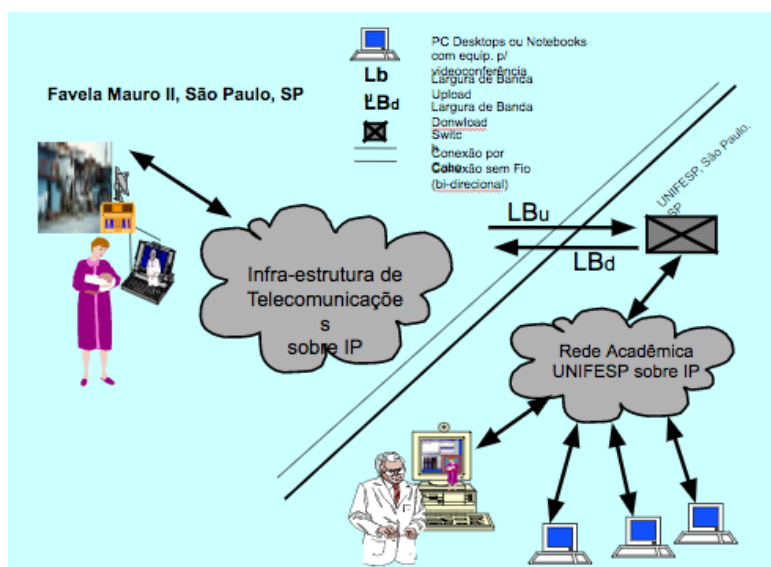 Favela Mauro II, São Paulo, SP
PC Desktops ou Notebooks
com equip. p/
videoconferência
Lb
u
Largura de Banda
Upload
LBd
Largura de Banda
Donwload
Switc
h
Conexão por
Cabo
Conexão sem Fio
(bi-direcional)
UNIFESP, São Paulo,
SP
LBu
LBd
Infra-estrutura de
Telecomunicaçõe
s
sobre IP
Rede Acadêmica
UNIFESP sobre IP